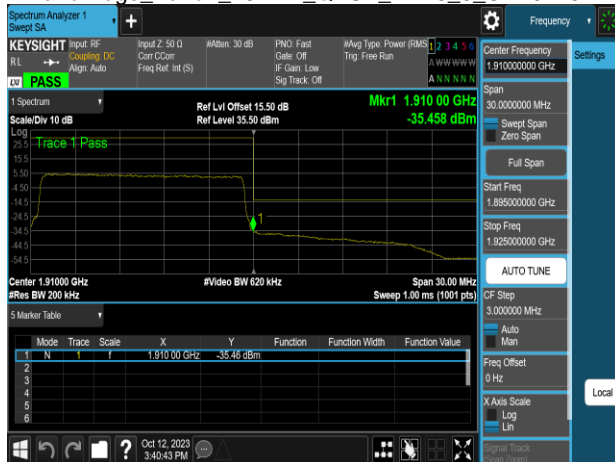 Spectrum Analyzer 1
Swept SA
Frequency
Settings
KEYSIGHT
RL
LXI
PASS
Input: RF
Coupling: DC
Align: Auto
Input Z: 50 Ω
Corr CCorr
Freq Ref: Int (S)
#Atten: 30 dB
PNO: Fast
Gate: Off
IF Gain: Low
Sig Track: Off
#Avg Type: Power (RMS
Trig: Free Run
1 2 3 4 5 6
A WW WW W
A N N N N N
1 Spectrum
Scale/Div 10 dB
Ref Lvl Offset 15.50 dB
Ref Level 35.50 dBm
Mkr1 1.910 00 GHz
-35.458 dBm
Log
Trace 1 Pass
25.5
15.5
5.50
-4.50
-14.5
-24.5
-34.5
-44.5
-54.5
1
Center 1.91000 GHz
#Video BW 620 kHz
Span 30.00 MHz
#Res BW 200 kHz
Sweep 1.00 ms (1001 pts)
5 Marker Table
Mode Trace Scale X Y Function Function Width Function Value
1 N 1 f 1.910 00 GHz -35.46 dBm
2
3
4
5
6
Oct 12, 2023
3:40:43 PM
Center Frequency
1.910000000 GHz
Span
30.0000000 MHz
Swept Span
Zero Span
Full Span
Start Freq
1.895000000 GHz
Stop Freq
1.925000000 GHz
AUTO TUNE
CF Step
3.000000 MHz
Auto
Man
Freq Offset
0 Hz
X Axis Scale
Log
Lin
Signal Track
(Span Zoom)
Local